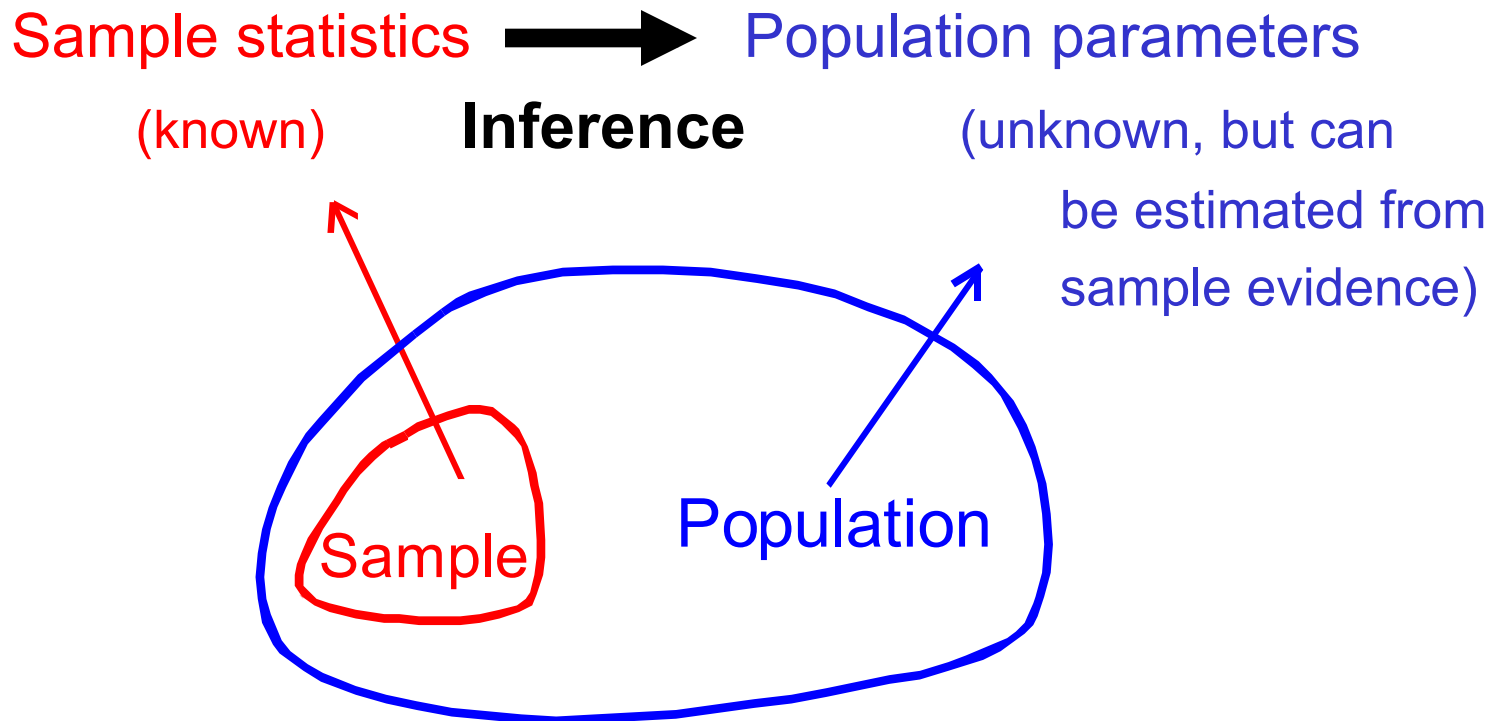 Sample statistics Population parameters
(known) Inference (unknown, but can
be estimated from
sample evidence)
Population
Sample